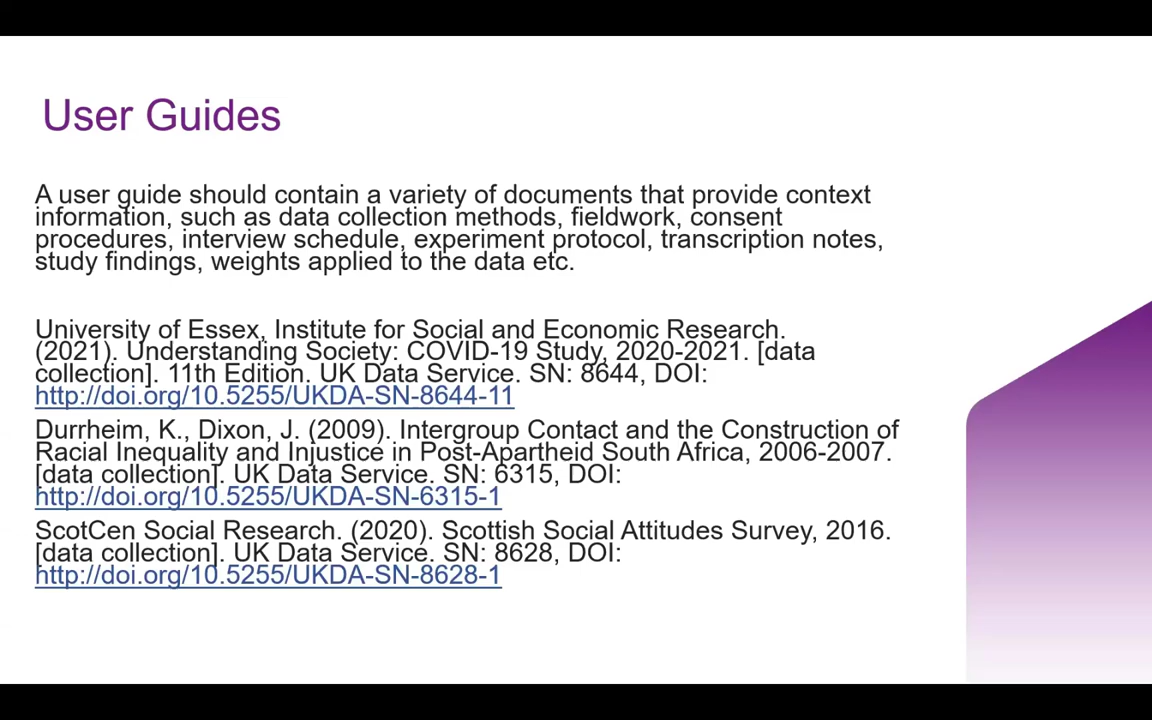 User Guides
A user guide should contain a variety of documents that provide context
information, such as data collection methods, fieldwork, consent
procedures, interview schedule, experiment protocol, transcription notes,
study findings, weights applied to the data etc.
University of Essex, Institute for Social and Economic Research.
(2021). Understanding Society: COVID-19 Study, 2020-2021. [data
collection]. 11th Edition. UK Data Service. SN: 8644, DOI:
http://doi.org/10.5255/UKDA-SN-8644-11
Durrheim, K., Dixon, J. (2009). Intergroup Contact and the Construction of
Racial Inequality and Injustice in Post-Apartheid South Africa, 2006-2007.
[data collection]. UK Data Service. SN: 6315, DOI:
http://doi.org/10.5255/UKDA-SN-6315-1
ScotCen Social Research. (2020). Scottish Social Attitudes Survey, 2016.
[data collection]. UK Data Service. SN: 8628, DOI:
http://doi.org/10.5255/UKDA-SN-8628-1